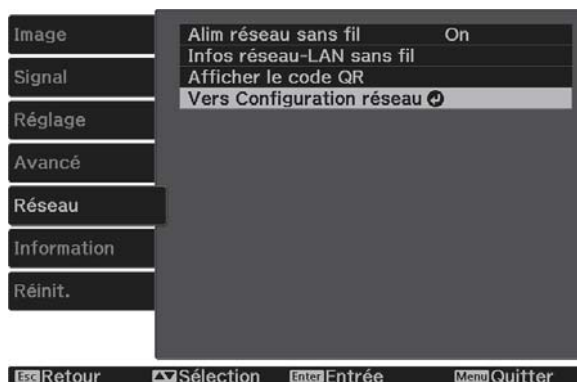 Image
Signal
Réglage
Avancé
Réseau
Information
Réinit.
Alim réseau sans fil On
Infos réseau-LAN sans fil
Afficher le code QR
Vers Configuration réseau
Esc Retour Sélection Enter Entrée Menu Quitter